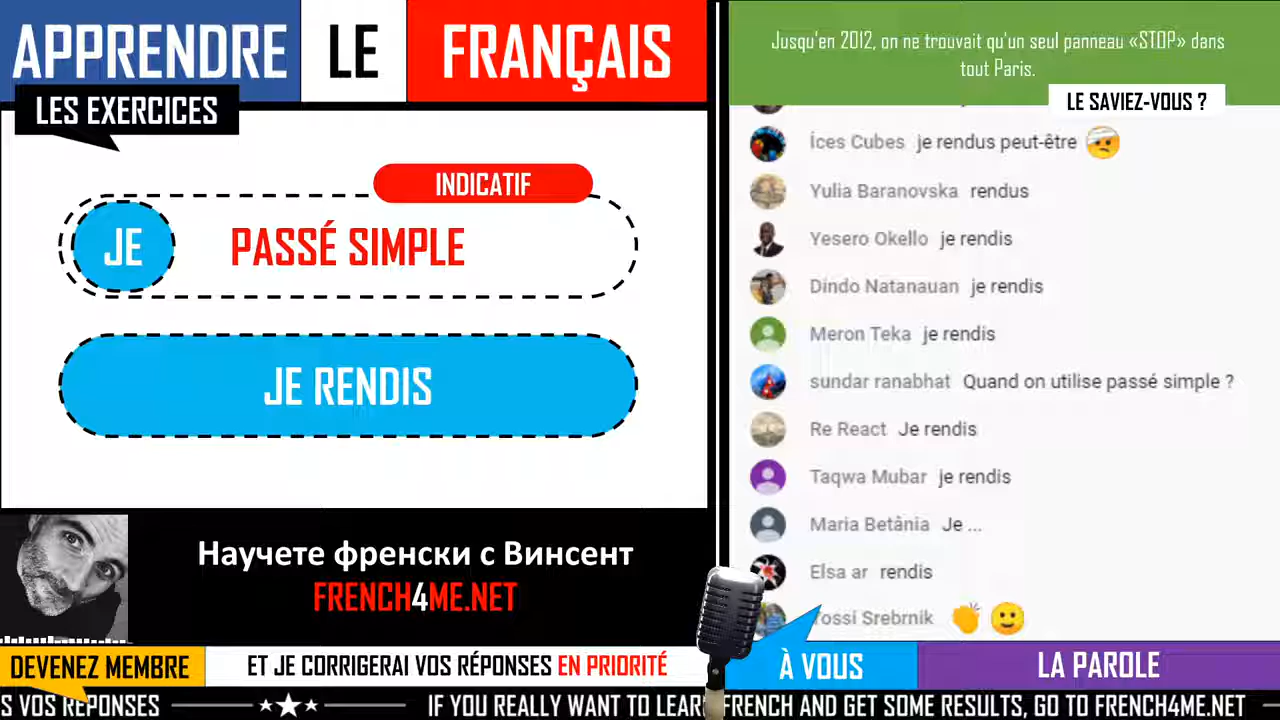 APPRENDRE LE FRANÇAIS
LES EXERCICES
INDICATIF
JE PASSÉ SIMPLE
JE RENDIS
Научете френски с Винсент
FRENCH4ME.NET
DEVENEZ MEMBRE ET JE CORRIGERAI VOS RÉPONSES EN PRIORITÉ
Jusqu'en 2012, on ne trouvait qu'un seul panneau «STOP» dans
tout Paris.
LE SAVIEZ-VOUS ?
İces Cubes je rendus peut-être 🤕
Yulia Baranovska rendus
Yesero Okello je rendis
Dindo Natanauan je rendis
Meron Teka je rendis
sundar ranabhat Quand on utilise passé simple ?
Re React Je rendis
Taqwa Mubar je rendis
Maria Betânia Je ...
Elsa ar rendis
Yossi Srebrnik 👏 🙂
À VOUS LA PAROLE
S VOS RÉPONSES IF YOU REALLY WANT TO LEARN FRENCH AND GET SOME RESULTS, GO TO FRENCH4ME.NET